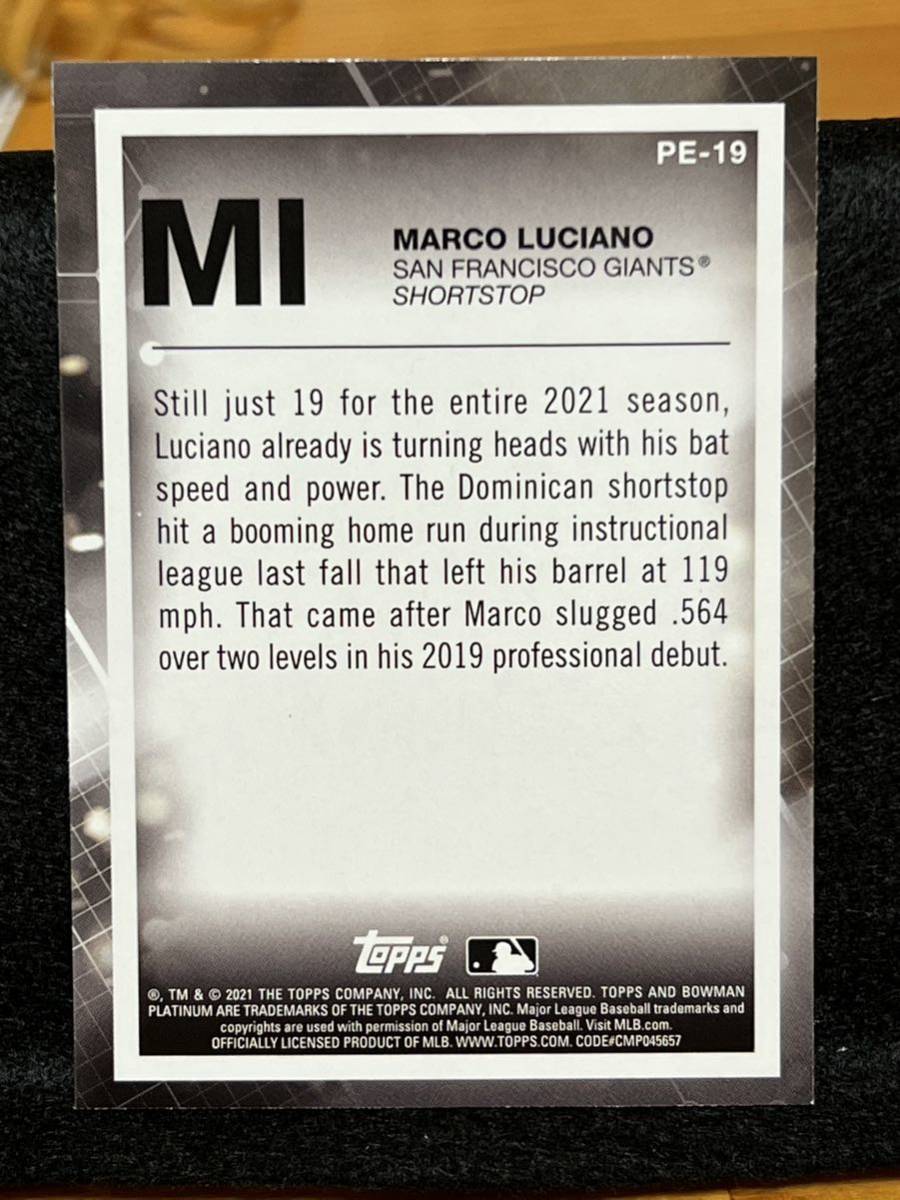 PE-19
MI
MARCO LUCIANO
SAN FRANCISCO GIANTS®
SHORTSTOP
Still just 19 for the entire 2021 season,
Luciano already is turning heads with his bat
speed and power. The Dominican shortstop
hit a booming home run during instructional
league last fall that left his barrel at 119
mph. That came after Marco slugged .564
over two levels in his 2019 professional debut.
topps®
®, TM & © 2021 THE TOPPS COMPANY, INC. ALL RIGHTS RESERVED. TOPPS AND BOWMAN
PLATINUM ARE TRADEMARKS OF THE TOPPS COMPANY, INC. Major League Baseball trademarks and
copyrights are used with permission of Major League Baseball. Visit MLB.com.
OFFICIALLY LICENSED PRODUCT OF MLB. WWW.TOPPS.COM. CODE#CMP045657